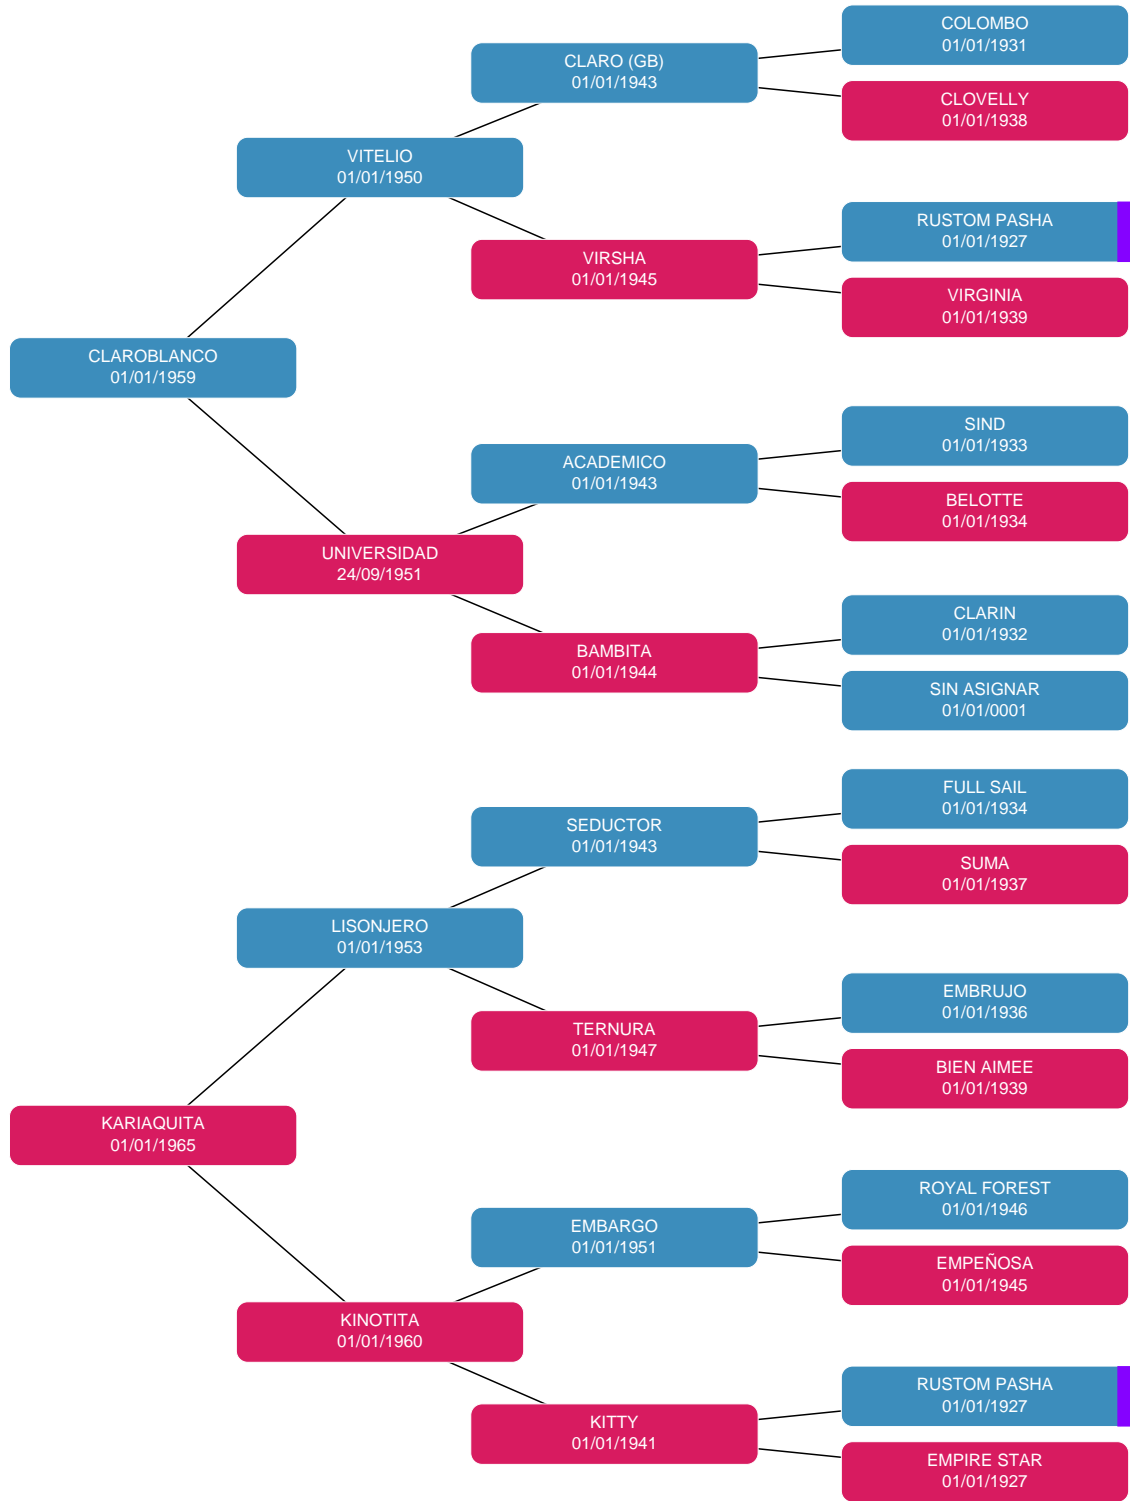 COLOMBO
01/01/1931
CLARO (GB)
01/01/1943
CLOVELLY
01/01/1938
VITELIO
01/01/1950
RUSTOM PASHA
01/01/1927
VIRSHA
01/01/1945
VIRGINIA
01/01/1939
CLAROBLANCO
01/01/1959
SIND
01/01/1933
ACADEMICO
01/01/1943
BELOTTE
01/01/1934
UNIVERSIDAD
24/09/1951
CLARIN
01/01/1932
BAMBITA
01/01/1944
SIN ASIGNAR
01/01/0001
FULL SAIL
01/01/1934
SEDUCTOR
01/01/1943
SUMA
01/01/1937
LISONJERO
01/01/1953
EMBRUJO
01/01/1936
TERNURA
01/01/1947
BIEN AIMEE
01/01/1939
KARIAQUITA
01/01/1965
ROYAL FOREST
01/01/1946
EMBARGO
01/01/1951
EMPEÑOSA
01/01/1945
KINOTITA
01/01/1960
RUSTOM PASHA
01/01/1927
KITTY
01/01/1941
EMPIRE STAR
01/01/1927